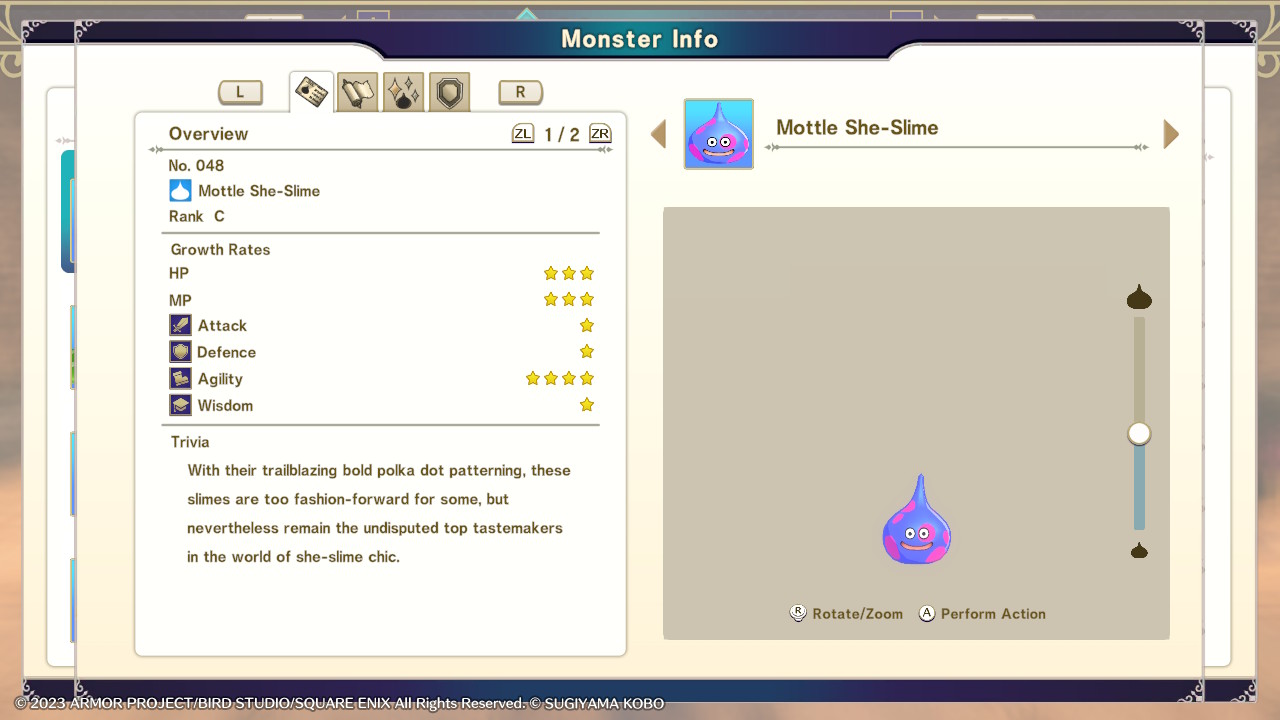 Monster Info
L
R
Overview
ZL 1 / 2 ZR
No. 048
Mottle She-Slime
Rank C
Growth Rates
HP
MP
Attack
Defence
Agility
Wisdom
Trivia
With their trailblazing bold polka dot patterning, these
slimes are too fashion-forward for some, but
nevertheless remain the undisputed top tastemakers
in the world of she-slime chic.
Mottle She-Slime
R Rotate/Zoom A Perform Action
© 2023 ARMOR PROJECT/BIRD STUDIO/SQUARE ENIX All Rights Reserved. © SUGIYAMA KOBO